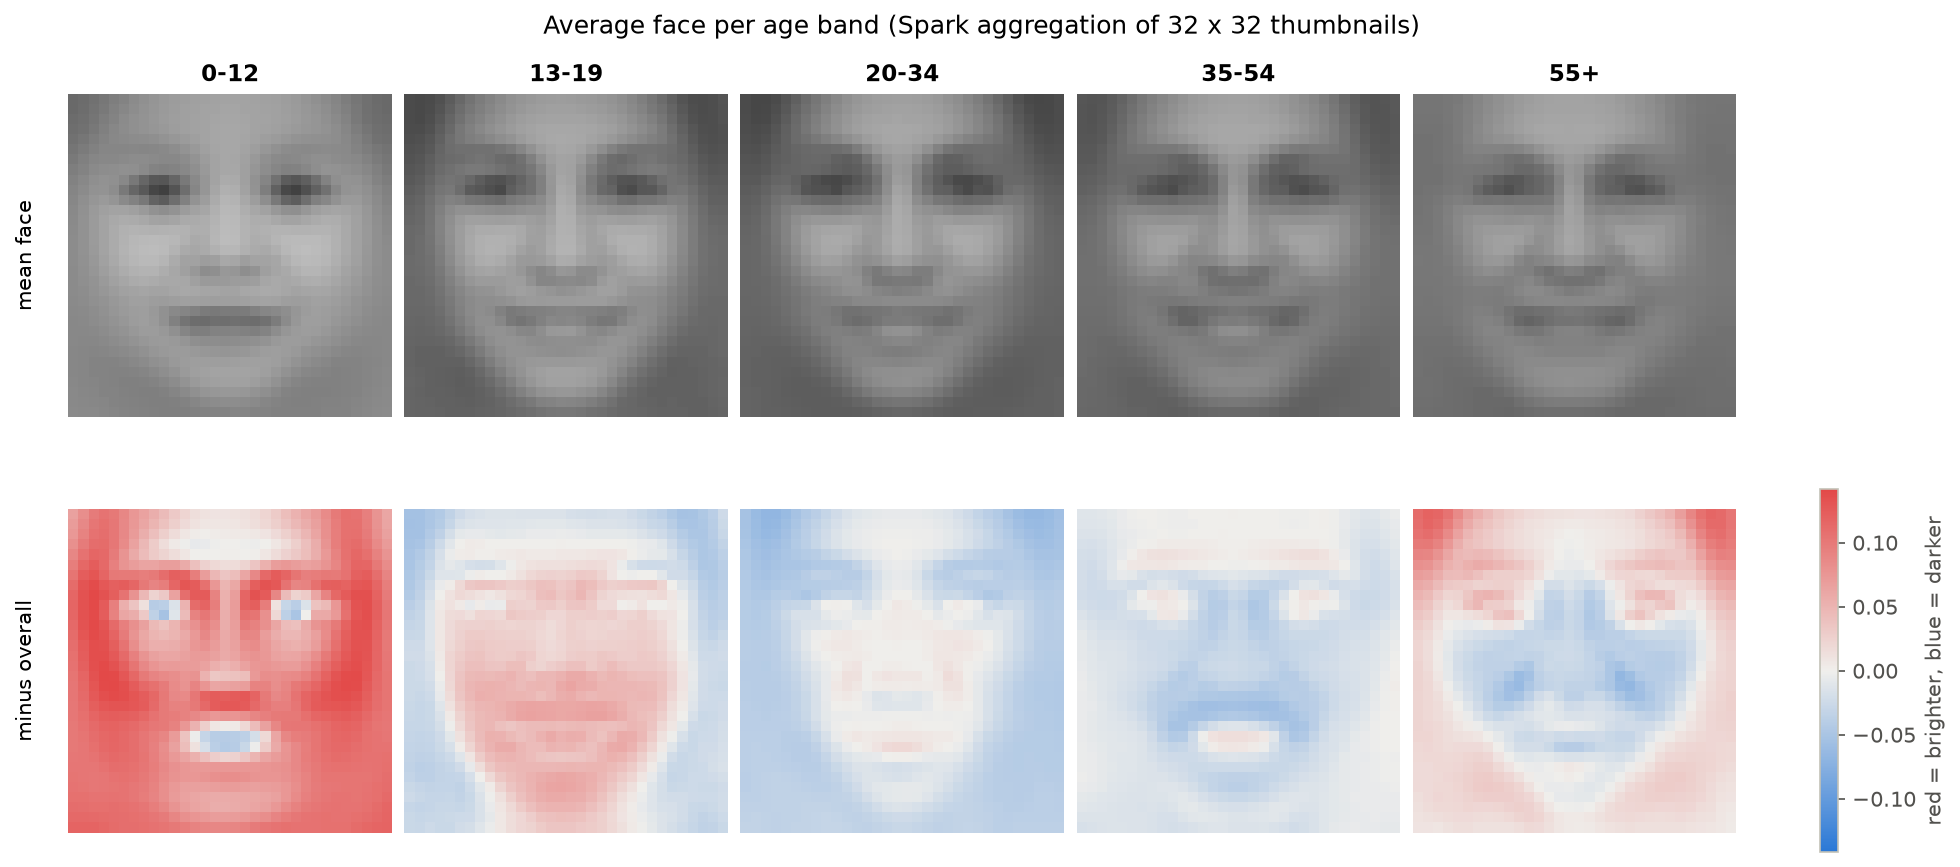 Average face per age band (Spark aggregation of 32 x 32 thumbnails)
0-12 13-19 20-34 35-54 55+
mean face
minus overall
0.10
0.05
0.00
−0.05
−0.10
red = brighter, blue = darker